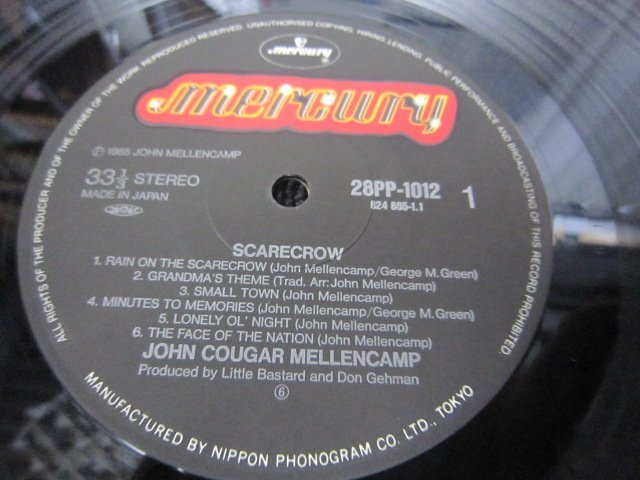 ALL RIGHTS OF THE PRODUCER AND OF THE OWNER OF THE WORK REPRODUCED RESERVED. UNAUTHORISED COPYING, HIRING, LENDING, PUBLIC PERFORMANCE AND BROADCASTING OF THIS RECORD PROHIBITED
mercury
mercury
Ⓟ 1985 JOHN MELLENCAMP
33⅓ STEREO
MADE IN JAPAN
28PP-1012
824 865-1.1
1
SCARECROW
1. RAIN ON THE SCARECROW (John Mellencamp/George M. Green)
2. GRANDMA'S THEME (Trad. Arr: John Mellencamp)
3. SMALL TOWN (John Mellencamp)
4. MINUTES TO MEMORIES (John Mellencamp/George M. Green)
5. LONELY OL' NIGHT (John Mellencamp)
6. THE FACE OF THE NATION (John Mellencamp)
JOHN COUGAR MELLENCAMP
Produced by Little Bastard and Don Gehman
⑥
MANUFACTURED BY NIPPON PHONOGRAM CO. LTD., TOKYO